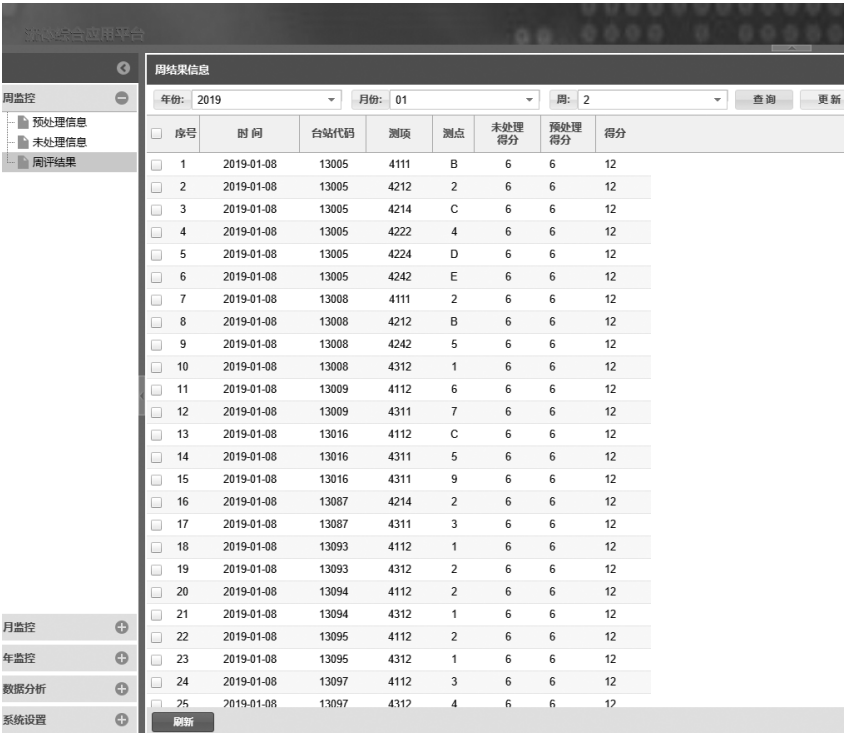 综合应用平台
周结果信息
周监控
预处理信息
未处理信息
周评结果
月监控
年监控
数据分析
系统设置
年份: 2019 月份: 01 周: 2 查 询 更 新
序号 时 间 台站代码 测项 测点 未处理得分 预处理得分 得分
1 2019-01-08 13005 4111 B 6 6 12
2 2019-01-08 13005 4212 2 6 6 12
3 2019-01-08 13005 4214 C 6 6 12
4 2019-01-08 13005 4222 4 6 6 12
5 2019-01-08 13005 4224 D 6 6 12
6 2019-01-08 13005 4242 E 6 6 12
7 2019-01-08 13008 4111 2 6 6 12
8 2019-01-08 13008 4212 B 6 6 12
9 2019-01-08 13008 4242 5 6 6 12
10 2019-01-08 13008 4312 1 6 6 12
11 2019-01-08 13009 4112 6 6 6 12
12 2019-01-08 13009 4311 7 6 6 12
13 2019-01-08 13016 4112 C 6 6 12
14 2019-01-08 13016 4311 5 6 6 12
15 2019-01-08 13016 4311 9 6 6 12
16 2019-01-08 13087 4214 2 6 6 12
17 2019-01-08 13087 4311 3 6 6 12
18 2019-01-08 13093 4112 1 6 6 12
19 2019-01-08 13093 4312 2 6 6 12
20 2019-01-08 13094 4112 2 6 6 12
21 2019-01-08 13094 4312 1 6 6 12
22 2019-01-08 13095 4112 2 6 6 12
23 2019-01-08 13095 4312 1 6 6 12
24 2019-01-08 13097 4112 3 6 6 12
25 2019-01-08 13097 4312 4 6 6 12
刷新